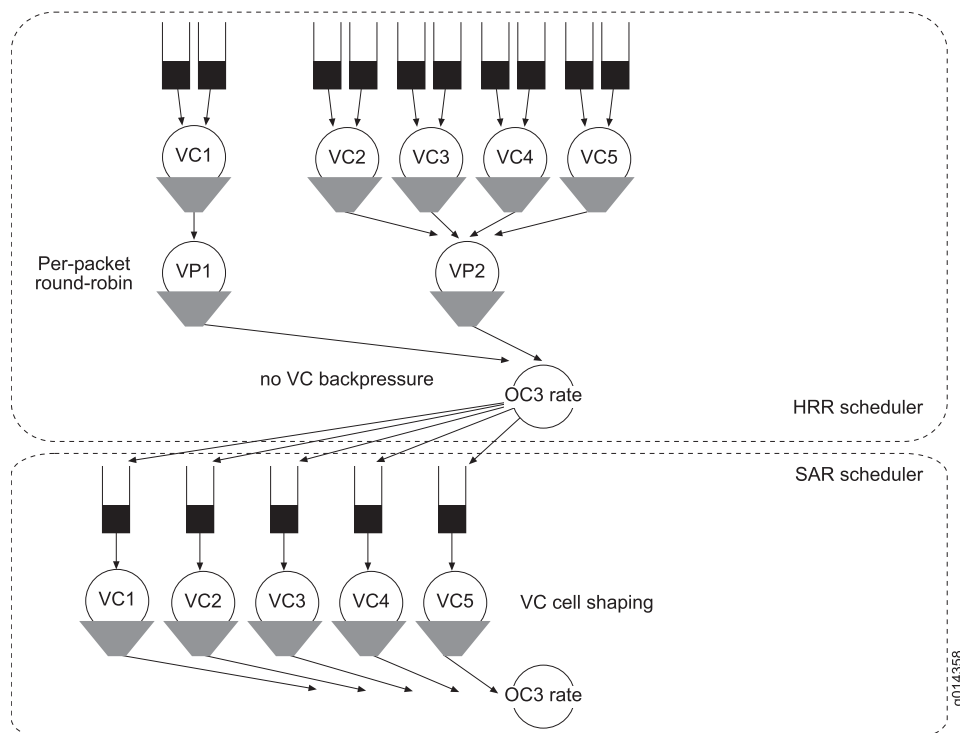 VC1
VC2
VC3
VC4
VC5
Per-packet
round-robin
VP1
VP2
no VC backpressure
OC3 rate
HRR scheduler
SAR scheduler
VC1
VC2
VC3
VC4
VC5
VC cell shaping
OC3 rate
g014358